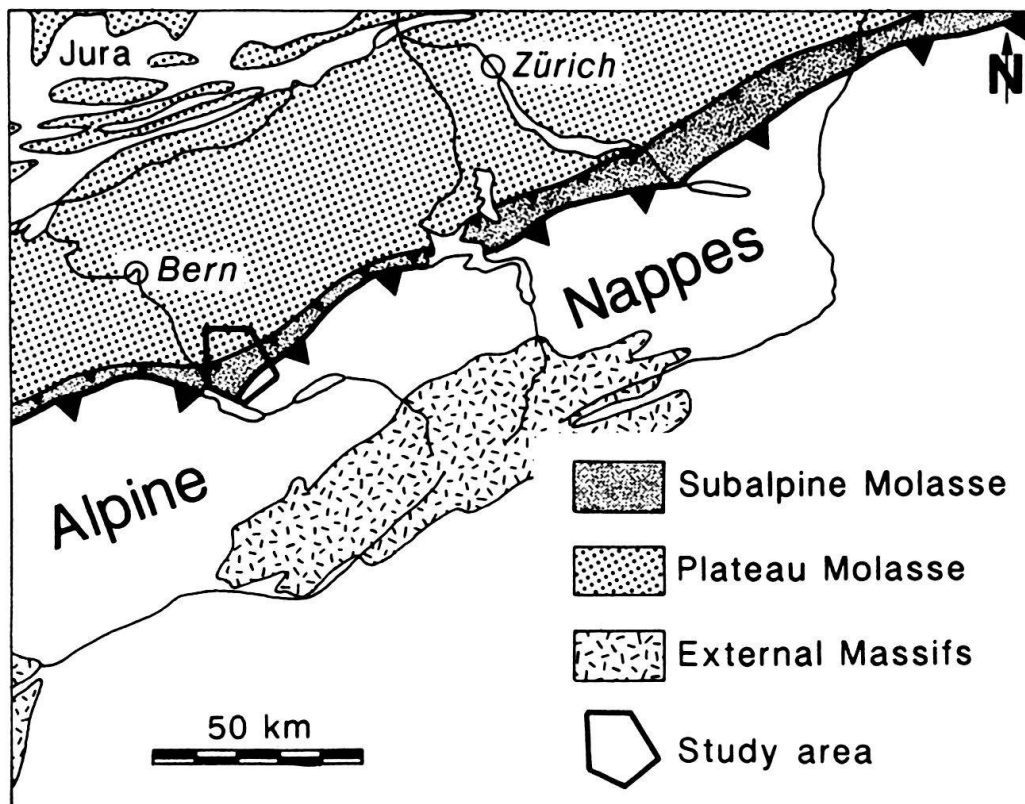 Jura
Zürich
N
Bern
Nappes
Alpine
Subalpine Molasse
Plateau Molasse
External Massifs
50 km
Study area